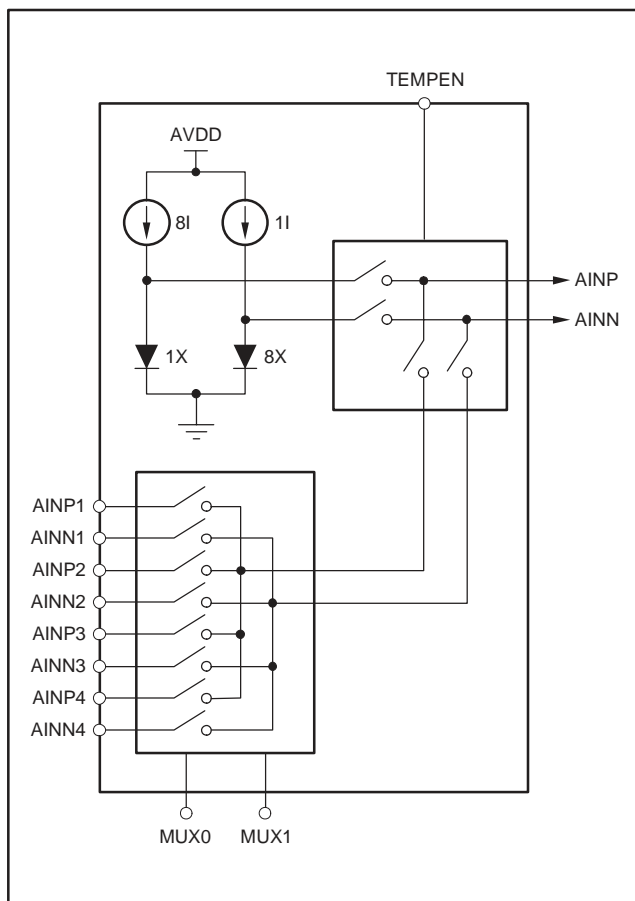 TEMPEN
AVDD
8I
1I
AINP
AINN
1X
8X
AINP1
AINN1
AINP2
AINN2
AINP3
AINN3
AINP4
AINN4
MUX0 MUX1